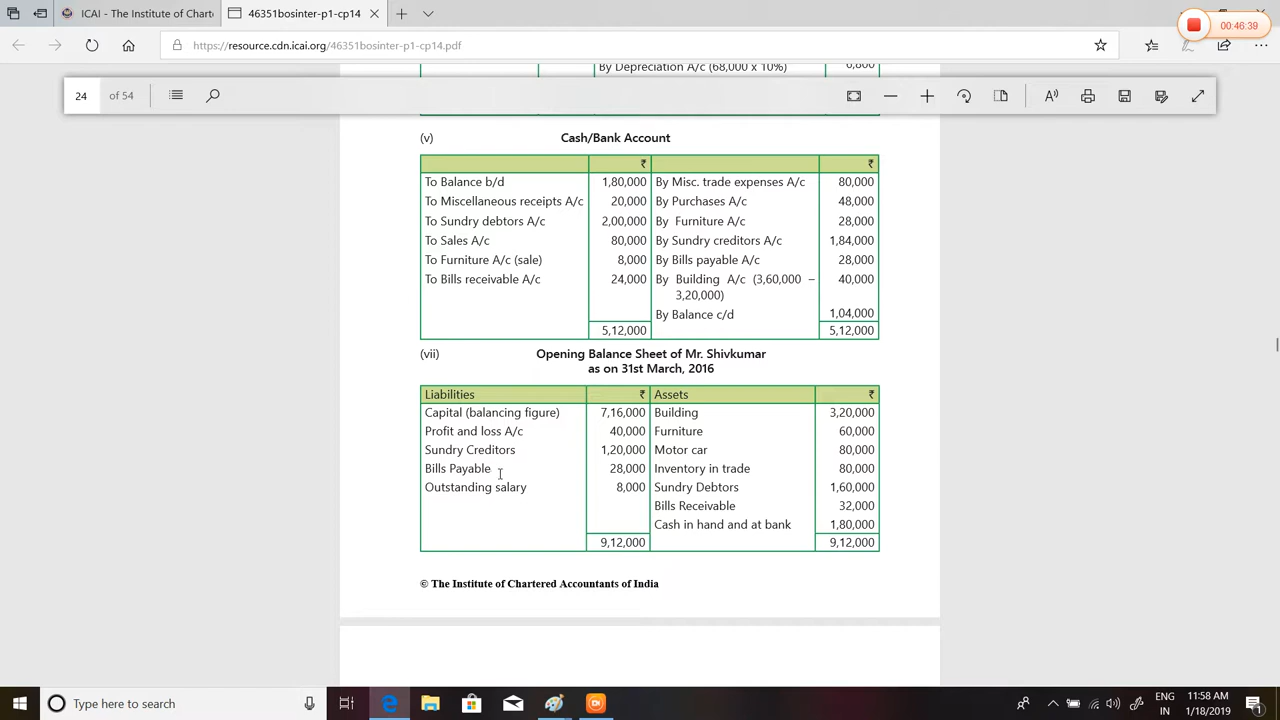 ICAI - The Institute of Chartere
46351bosinter-p1-cp14
00:46:39
https://resource.cdn.icai.org/46351bosinter-p1-cp14.pdf
By Depreciation A/c (68,000 x 10%) 6,800
24 of 54
(v) Cash/Bank Account
₹ ₹
To Balance b/d 1,80,000 By Misc. trade expenses A/c 80,000
To Miscellaneous receipts A/c 20,000 By Purchases A/c 48,000
To Sundry debtors A/c 2,00,000 By Furniture A/c 28,000
To Sales A/c 80,000 By Sundry creditors A/c 1,84,000
To Furniture A/c (sale) 8,000 By Bills payable A/c 28,000
To Bills receivable A/c 24,000 By Building A/c (3,60,000 – 40,000
3,20,000)
By Balance c/d 1,04,000
5,12,000 5,12,000
(vii) Opening Balance Sheet of Mr. Shivkumar
as on 31st March, 2016
Liabilities ₹ Assets ₹
Capital (balancing figure) 7,16,000 Building 3,20,000
Profit and loss A/c 40,000 Furniture 60,000
Sundry Creditors 1,20,000 Motor car 80,000
Bills Payable 28,000 Inventory in trade 80,000
Outstanding salary 8,000 Sundry Debtors 1,60,000
Bills Receivable 32,000
Cash in hand and at bank 1,80,000
9,12,000 9,12,000
© The Institute of Chartered Accountants of India
Type here to search
ENG 11:58 AM
IN 1/18/2019